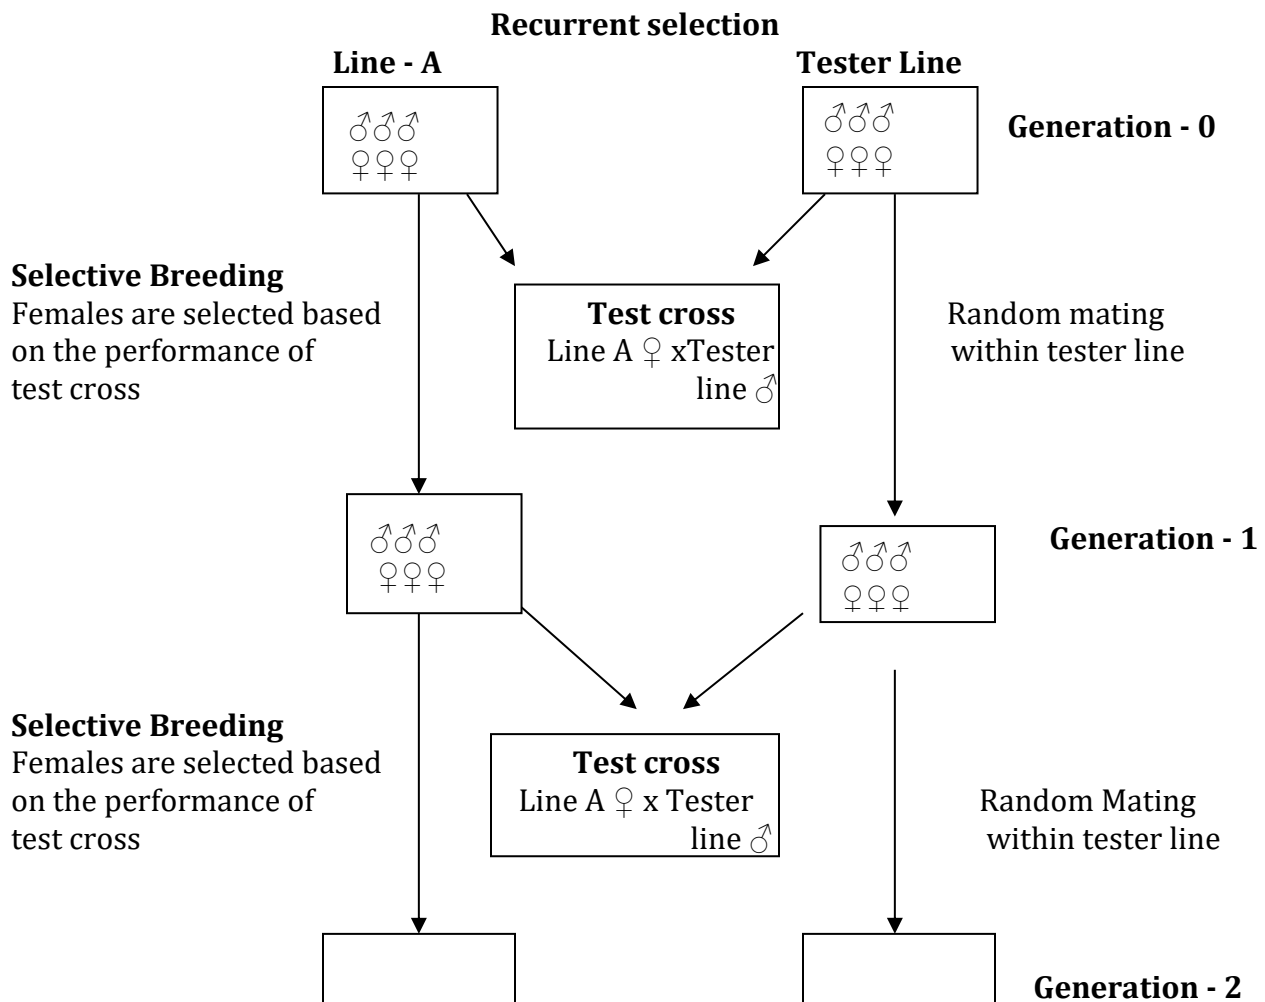 Recurrent selection
Line - A
Tester Line
♂♂♂
♀♀♀
♂♂♂
♀♀♀
Generation - 0
Selective Breeding
Females are selected based
on the performance of
test cross
Test cross
Line A ♀ xTester
line ♂
Random mating
within tester line
♂♂♂
♀♀♀
♂♂♂
♀♀♀
Generation - 1
Selective Breeding
Females are selected based
on the performance of
test cross
Test cross
Line A ♀ x Tester
line ♂
Random Mating
within tester line
Generation - 2